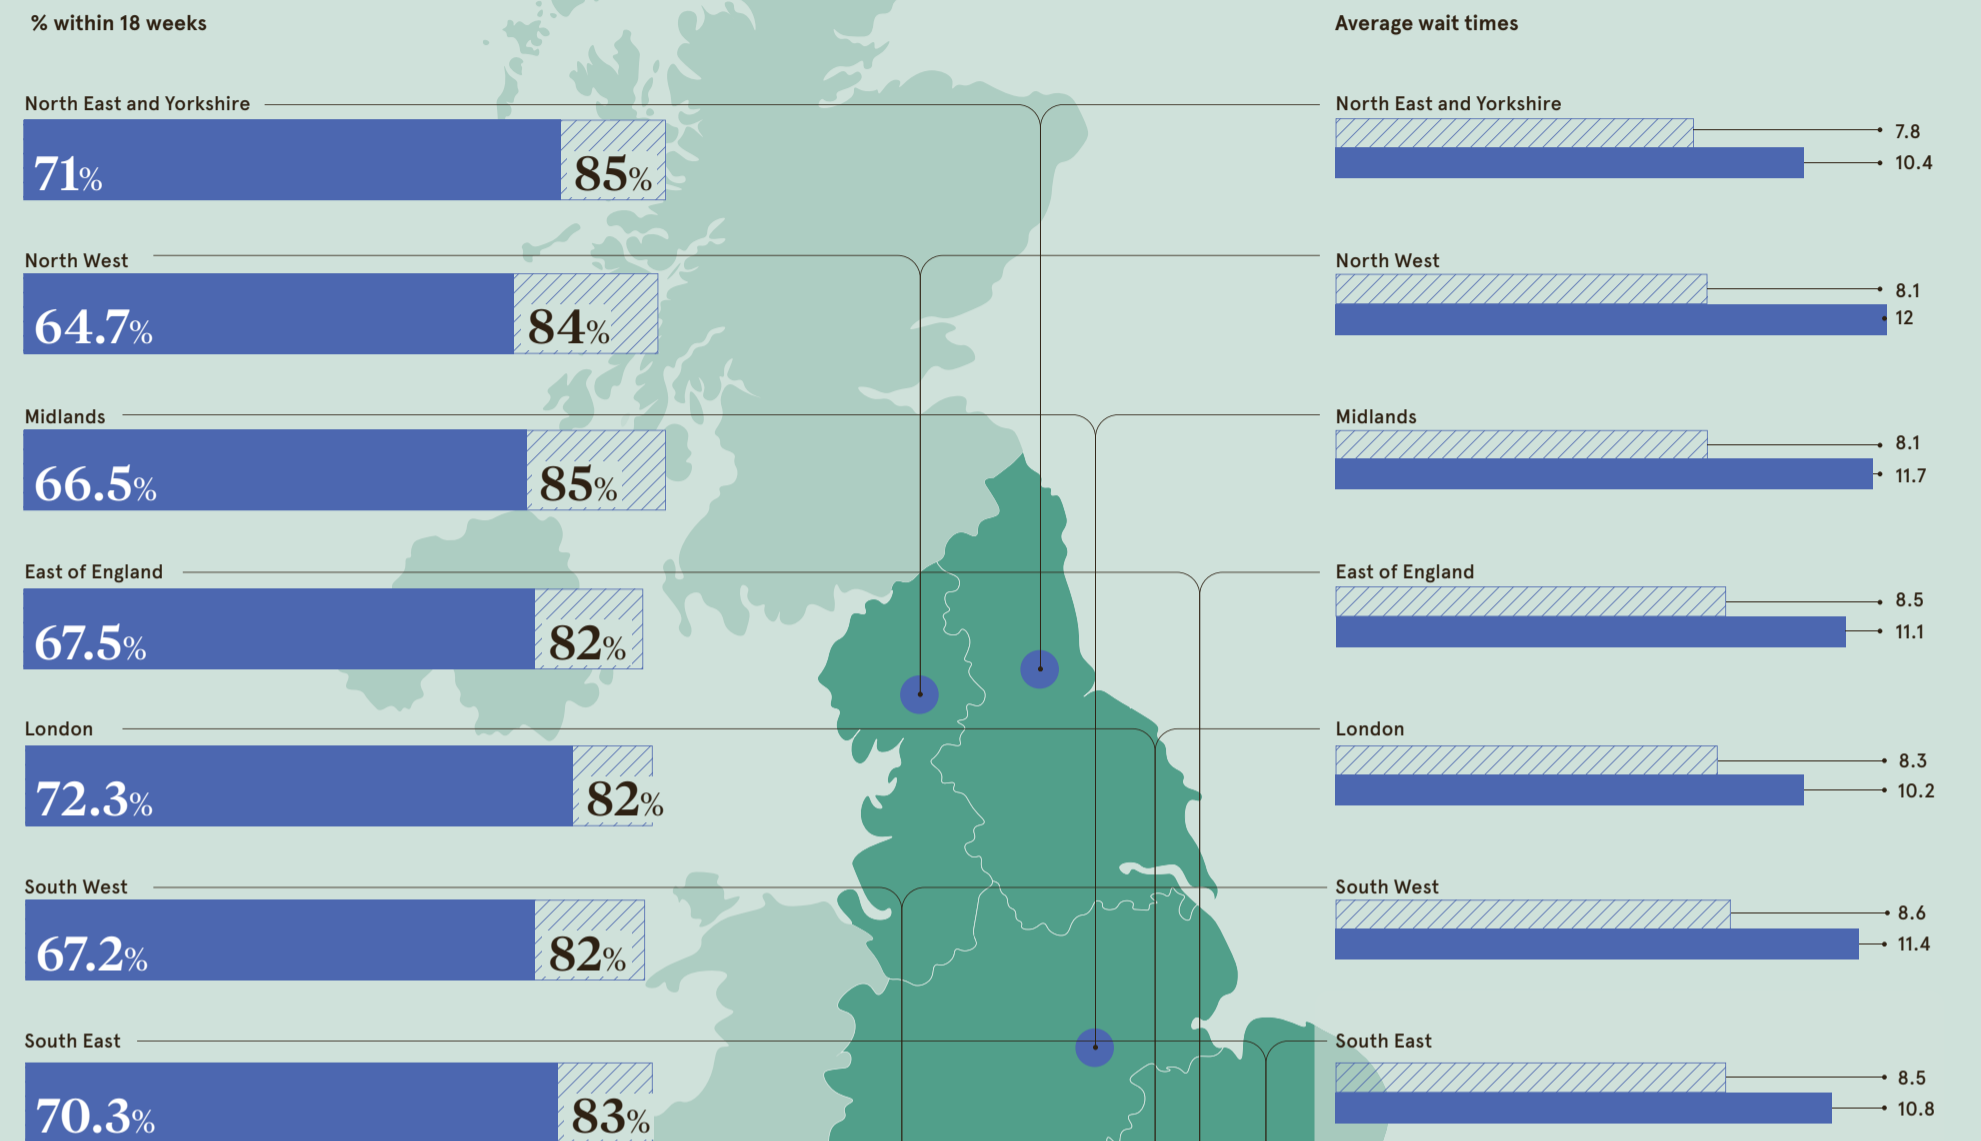 % within 18 weeks
North East and Yorkshire
71%
85%
North West
64.7%
84%
Midlands
66.5%
85%
East of England
67.5%
82%
London
72.3%
82%
South West
67.2%
82%
South East
70.3%
83%
Average wait times
North East and Yorkshire
7.8
10.4
North West
8.1
12
Midlands
8.1
11.7
East of England
8.5
11.1
London
8.3
10.2
South West
8.6
11.4
South East
8.5
10.8